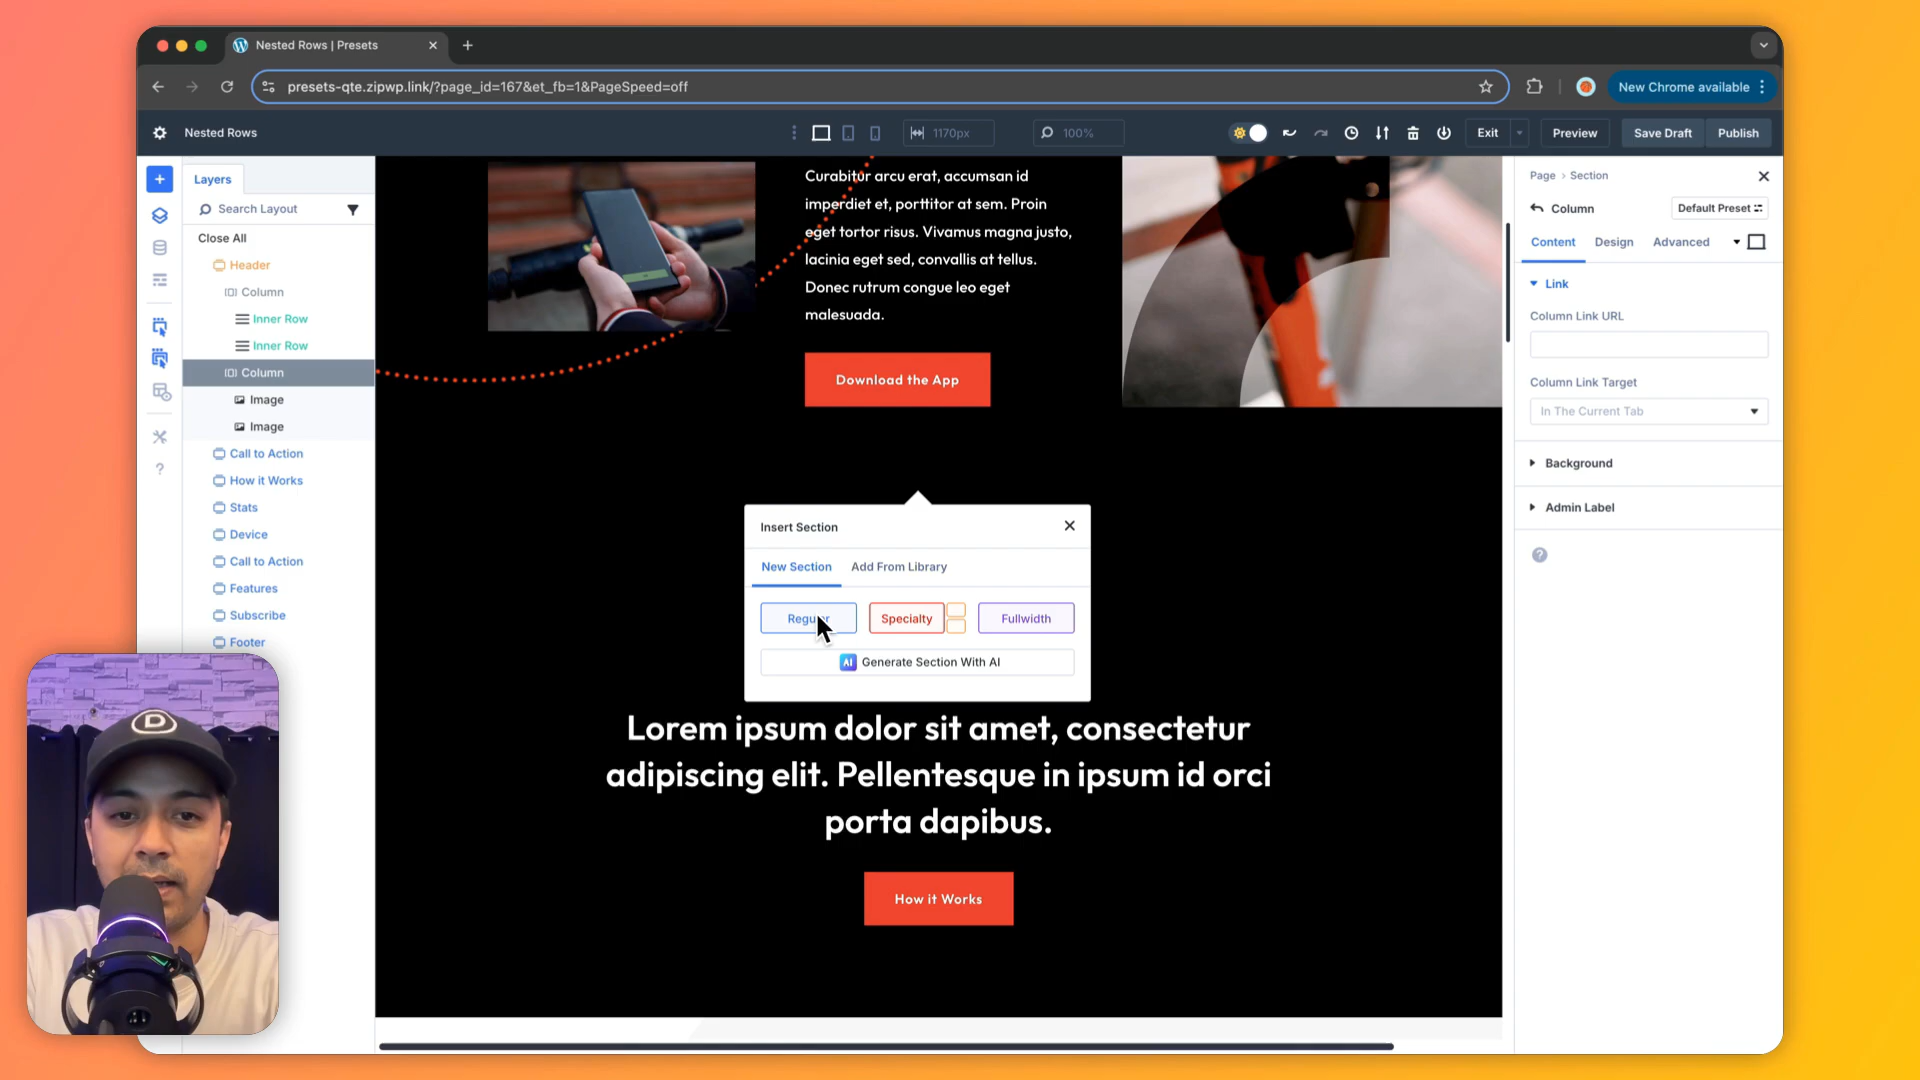 Nested Rows | Presets
presets-qte.zipwp.link/?page_id=167&et_fb=1&PageSpeed=off
New Chrome available
Nested Rows
1170px
100%
Exit
Preview
Save Draft
Publish
Layers
Search Layout
Close All
Header
Column
Inner Row
Inner Row
Column
Image
Image
Call to Action
How it Works
Stats
Device
Call to Action
Features
Subscribe
Footer
Curabitur arcu erat, accumsan id
imperdiet et, porttitor at sem. Proin
eget tortor risus. Vivamus magna justo,
lacinia eget sed, convallis at tellus.
Donec rutrum congue leo eget
malesuada.
Download the App
Insert Section
New Section
Add From Library
Regular
Specialty
Fullwidth
AI Generate Section With AI
Lorem ipsum dolor sit amet, consectetur
adipiscing elit. Pellentesque in ipsum id orci
porta dapibus.
How it Works
Page > Section
Column
Default Preset
Content
Design
Advanced
Link
Column Link URL
Column Link Target
In The Current Tab
Background
Admin Label
?
?
D